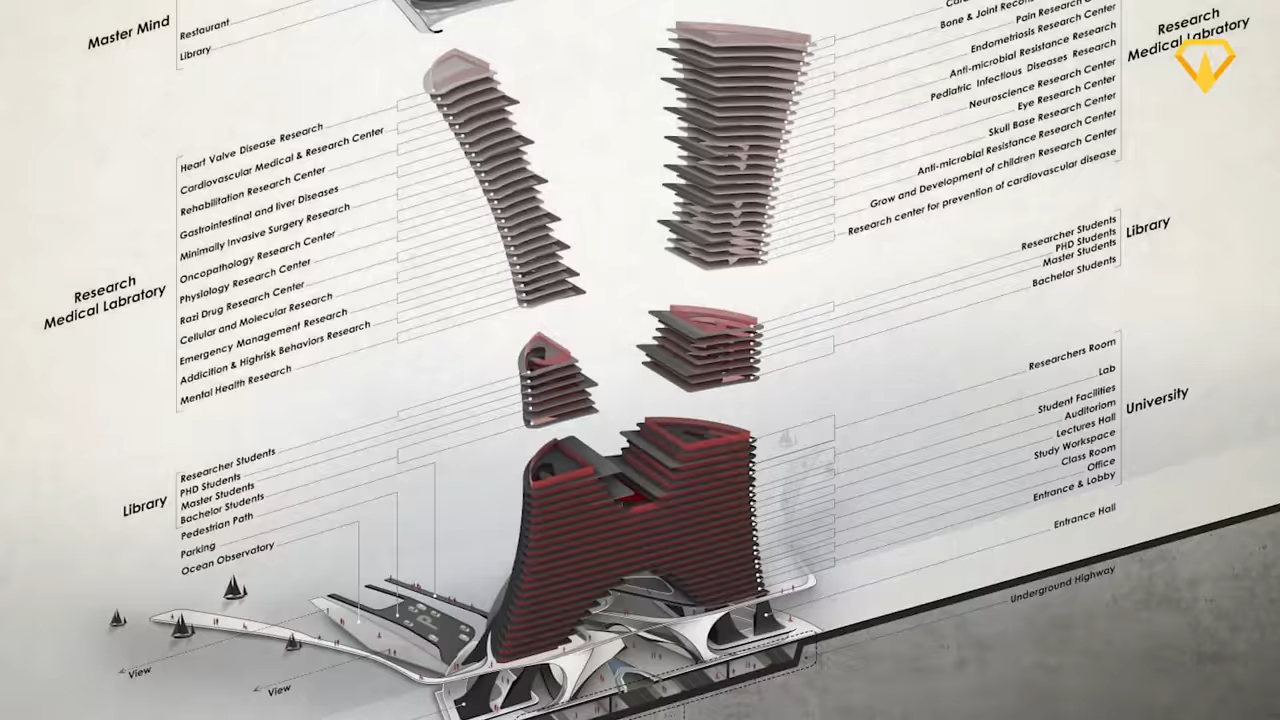 Master Mind
Restaurant
Library
Heart Valve Disease Research
Cardiovascular Medical & Research Center
Rehabilitation Research Center
Gastrointestinal and liver Diseases
Minimally Invasive Surgery Research
Oncopathology Research Center
Physiology Research Center
Razi Drug Research Center
Cellular and Molecular Research
Emergency Management Research
Addicition & Highrisk Behaviors Research
Mental Health Research
Research
Medical Labratory
Library
Researcher Students
PHD Students
Master Students
Bachelor Students
Pedestrian Path
Parking
Ocean Observatory
View
View
Bone & Joint
Pain Research
Endometriosis Research Center
Anti-microbial Resistance Research
Pediatric Infectious Diseases Research
Neuroscience Research Center
Eye Research Center
Skull Base Research Center
Anti-microbial Resistance Research Center
Grow and Development of children Research Center
Research center for prevention of cardiovascular disease
Research
Medical Labratory
Researcher Students
PHD Students
Master Students
Bachelor Students
Library
Researchers Room
Lab
Student Facilities
Auditoriom
Lectures Hall
Study Workspace
Class Room
Office
Entrance & Lobby
University
Entrance Hall
Underground Highway